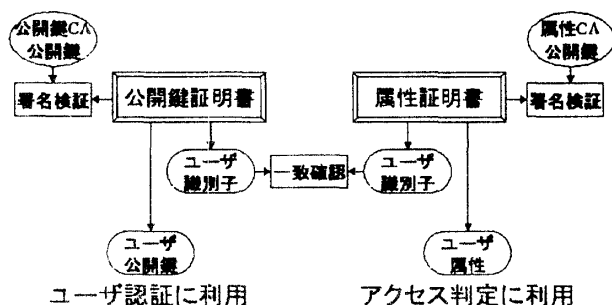 公開鍵CA
公開鍵
属性CA
公開鍵
署名検証
公開鍵証明書
属性証明書
署名検証
ユーザ
識別子
一致確認
ユーザ
識別子
ユーザ
公開鍵
ユーザ
属性
ユーザ認証に利用
アクセス判定に利用